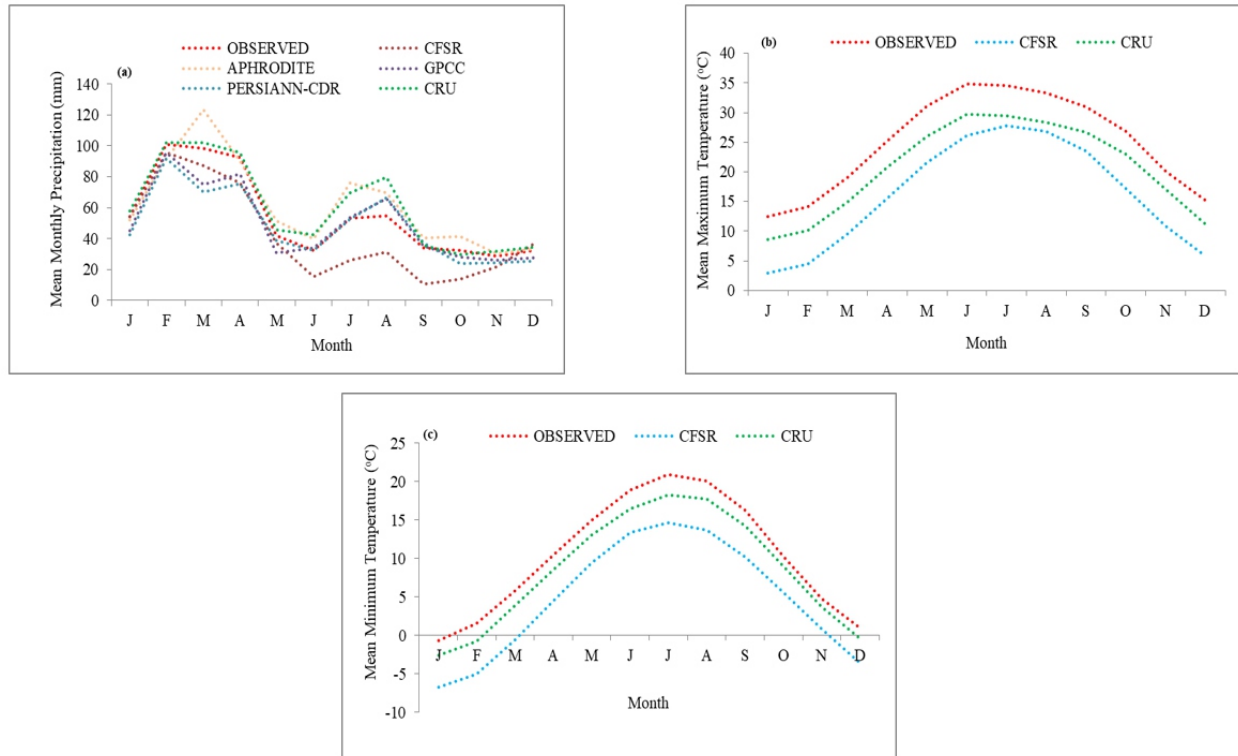 (a)
OBSERVED
CFSR
APHRODITE
GPCC
PERSIANN-CDR
CRU
Mean Monthly Precipitation (mm)
140
120
100
80
60
40
20
0
J F M A M J J A S O N D
Month
(b)
OBSERVED CFSR CRU
Mean Maximum Temperature (°C)
40
35
30
25
20
15
10
5
0
J F M A M J J A S O N D
Month
(c)
OBSERVED CFSR CRU
Mean Minimum Temperature (°C)
25
20
15
10
5
0
-5
-10
J F M A M J J A S O N D
Month